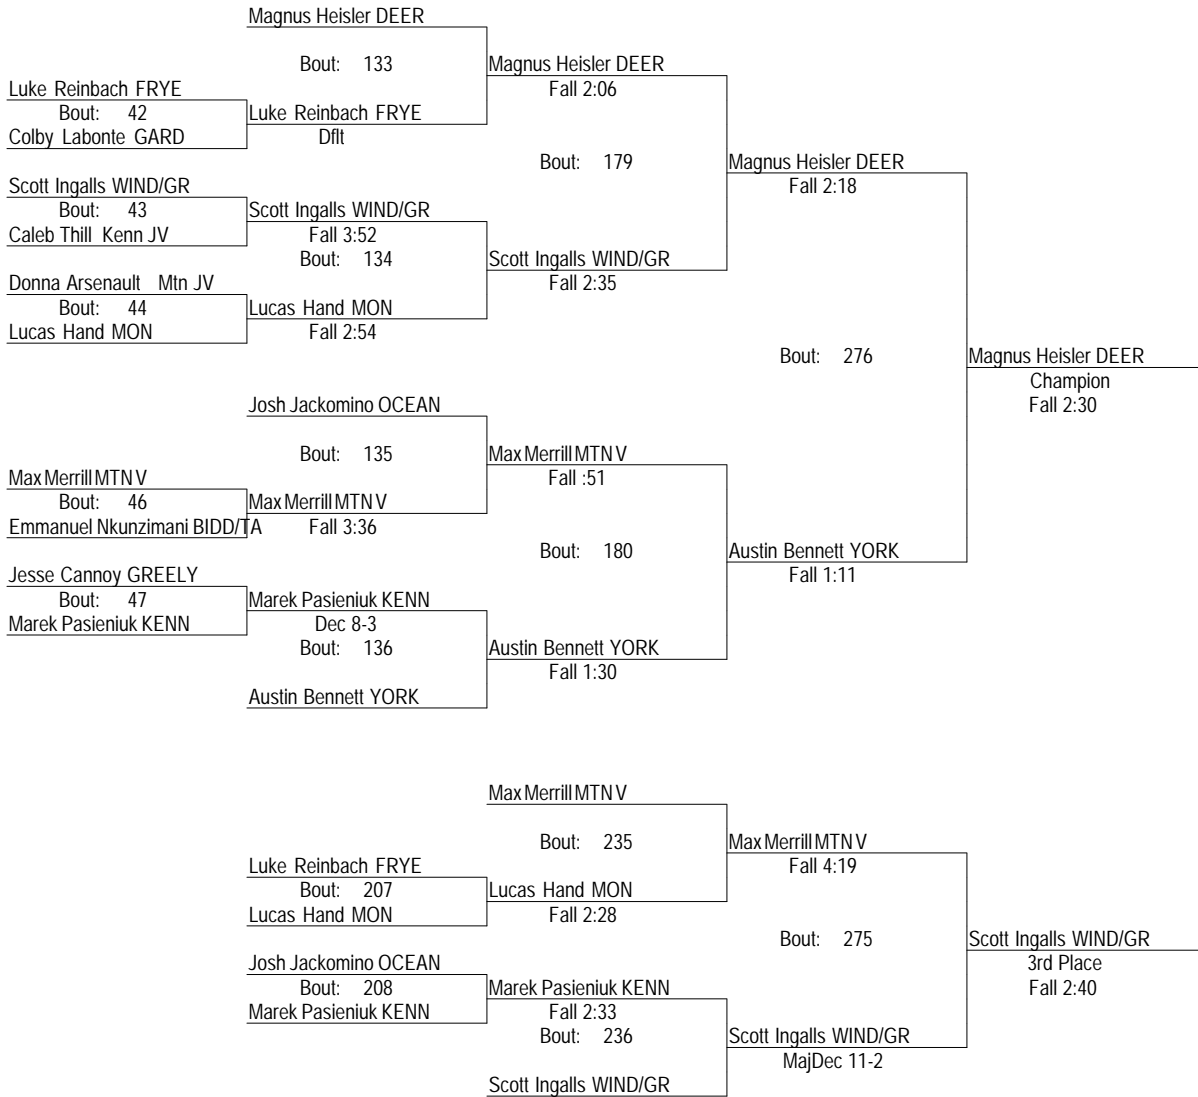 Magnus Heisler DEER
Bout: 133
Magnus Heisler DEER
Fall 2:06
Luke Reinbach FRYE
Bout: 42
Colby Labonte GARD
Luke Reinbach FRYE
Dflt
Bout: 179
Magnus Heisler DEER
Fall 2:18
Scott Ingalls WIND/GR
Bout: 43
Caleb Thill Kenn JV
Scott Ingalls WIND/GR
Fall 3:52
Bout: 134
Scott Ingalls WIND/GR
Fall 2:35
Donna Arsenault Mtn JV
Bout: 44
Lucas Hand MON
Lucas Hand MON
Fall 2:54
Bout: 276
Magnus Heisler DEER
Champion
Fall 2:30
Josh Jackomino OCEAN
Bout: 135
Max Merrill MTN V
Fall :51
Max Merrill MTN V
Bout: 46
Emmanuel Nkunzimani BIDD/TA
Max Merrill MTN V
Fall 3:36
Bout: 180
Austin Bennett YORK
Fall 1:11
Jesse Cannoy GREELY
Bout: 47
Marek Pasieniuk KENN
Marek Pasieniuk KENN
Dec 8-3
Bout: 136
Austin Bennett YORK
Fall 1:30
Austin Bennett YORK
Max Merrill MTN V
Bout: 235
Max Merrill MTN V
Fall 4:19
Luke Reinbach FRYE
Bout: 207
Lucas Hand MON
Lucas Hand MON
Fall 2:28
Bout: 275
Scott Ingalls WIND/GR
3rd Place
Fall 2:40
Josh Jackomino OCEAN
Bout: 208
Marek Pasieniuk KENN
Marek Pasieniuk KENN
Fall 2:33
Bout: 236
Scott Ingalls WIND/GR
MajDec 11-2
Scott Ingalls WIND/GR